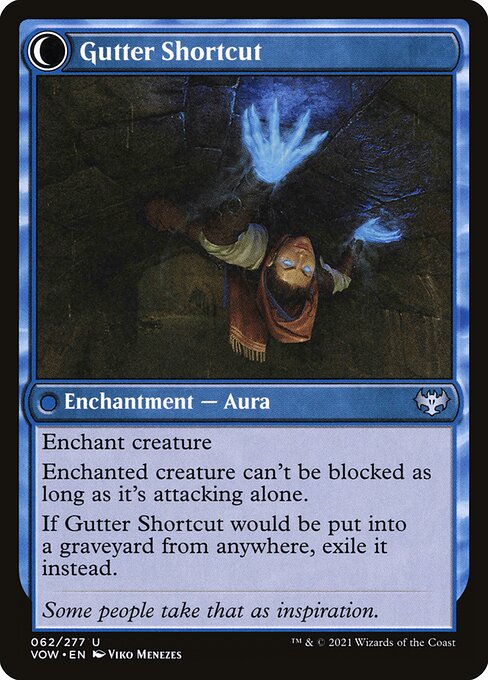 Gutter Shortcut
Enchantment — Aura
Enchant creature
Enchanted creature can't be blocked as
long as it's attacking alone.
If Gutter Shortcut would be put into
a graveyard from anywhere, exile it
instead.
Some people take that as inspiration.
062/277 U
VOW • EN Viko Menezes
™ & © 2021 Wizards of the Coast